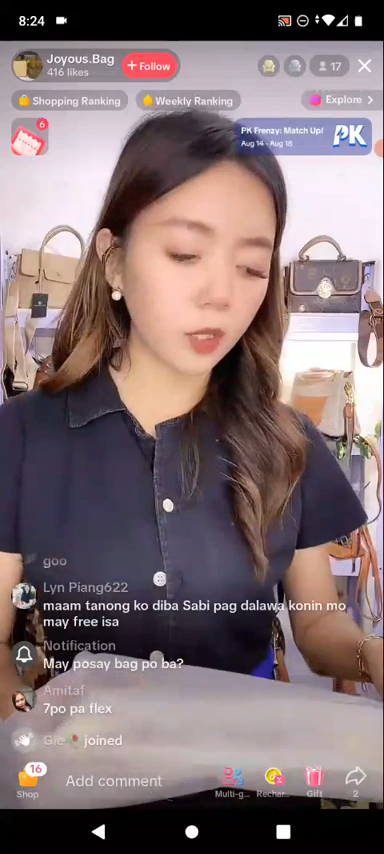 8:24
Joyous.Bag
416 likes
+ Follow
17
Shopping Ranking
Weekly Ranking
Explore
6
PK Frenzy: Match Up!
Aug 14 - Aug 18
PK
goo
Lyn Piang622
maam tanong ko diba Sabi pag dalawa konin mo
may free isa
Notification
May posay bag po ba?
Amitaf
7po pa flex
Gie🌹 joined
16
Shop
Add comment
Multi-g...
Rechar...
Gift
2